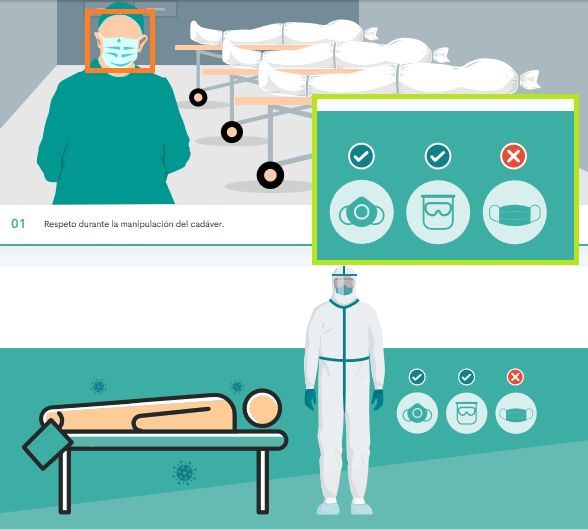 01 Respeto durante la manipulación del cadáver.